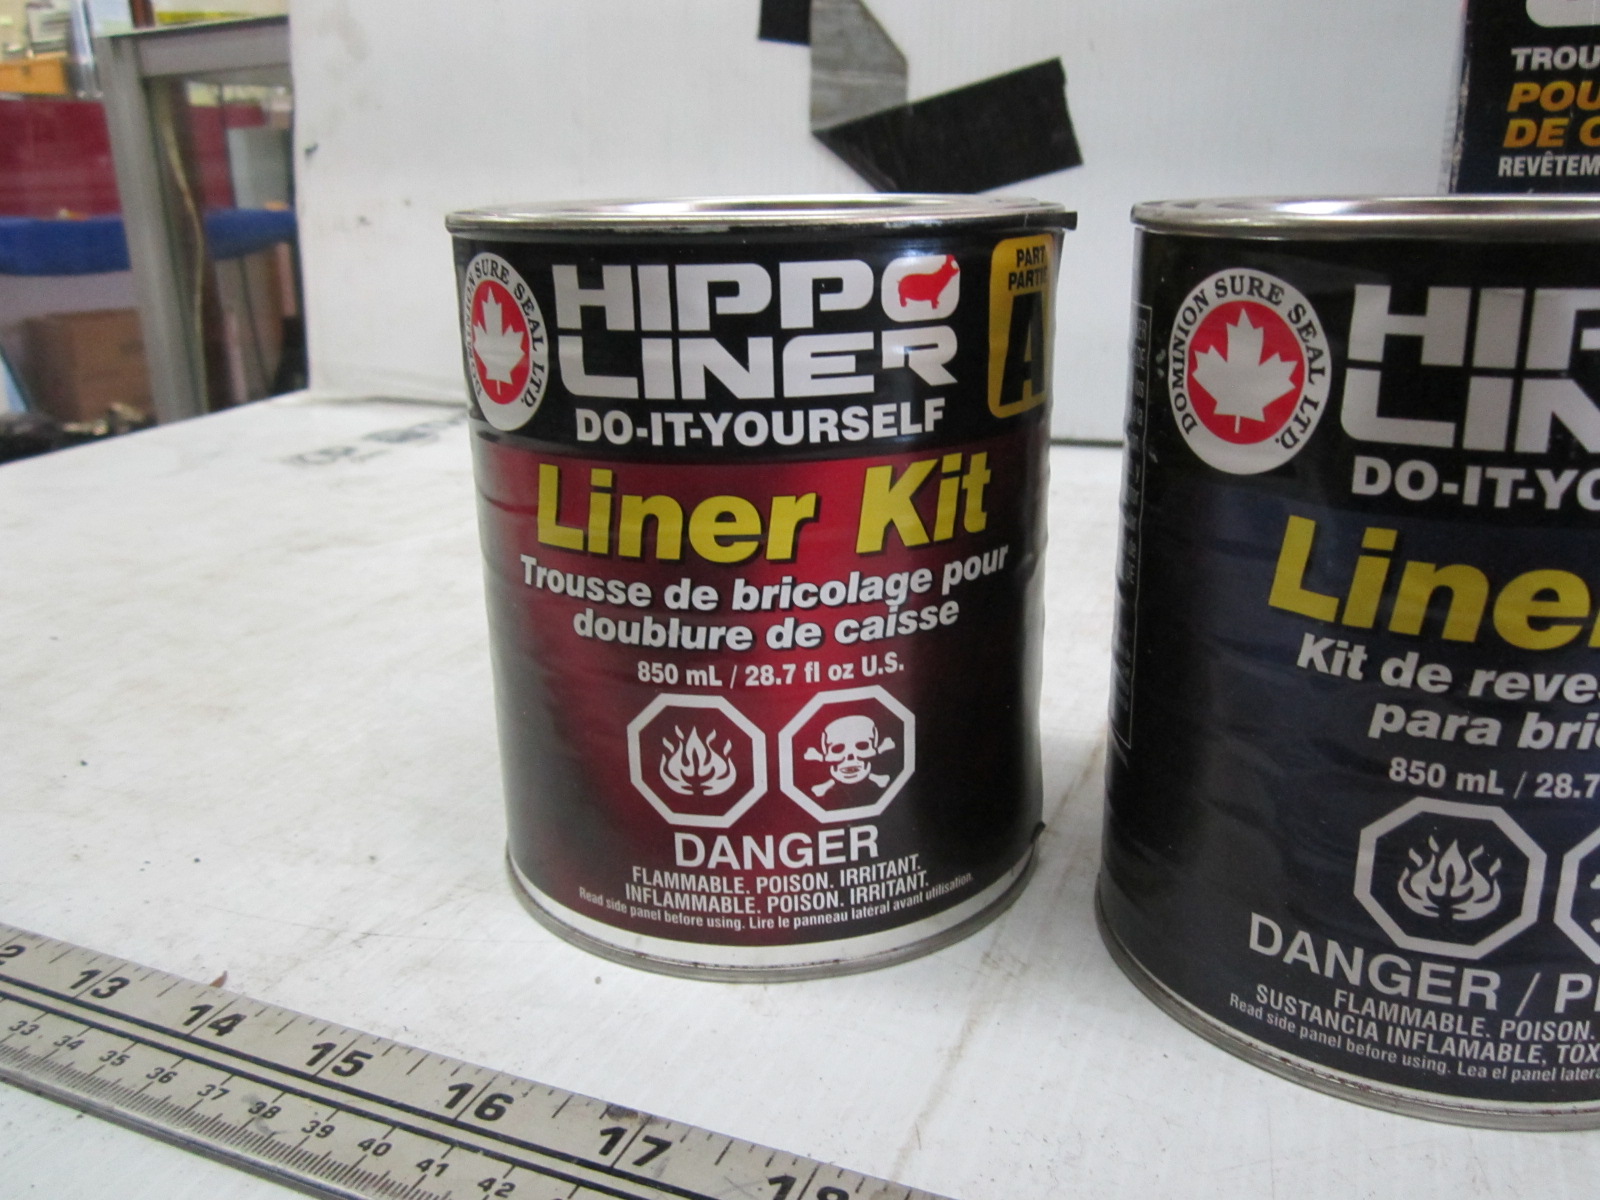 TROU
POU
DE C
REVÊTEM
DOMINION SURE SEAL LTD.
HIPPO
LINER
DO-IT-YOURSELF
PART
PARTIE
A
Liner Kit
Trousse de bricolage pour
doublure de caisse
850 mL / 28.7 fl oz U.S.
DANGER
FLAMMABLE. POISON. IRRITANT.
INFLAMMABLE. POISON. IRRITANT.
Read side panel before using. Lire le panneau latéral avant utilisation.
DOMINION SURE SEAL LTD.
HIP
LIN
DO-IT-YO
Line
Kit de reve
para bri
850 mL / 28.7
DANGER / P
FLAMMABLE. POISON.
SUSTANCIA INFLAMABLE, TÓX
Read side panel before using. Lea el panel latera
2 13 14 15 16 17 18
33 34 35 36 37 38 39 40 41 42